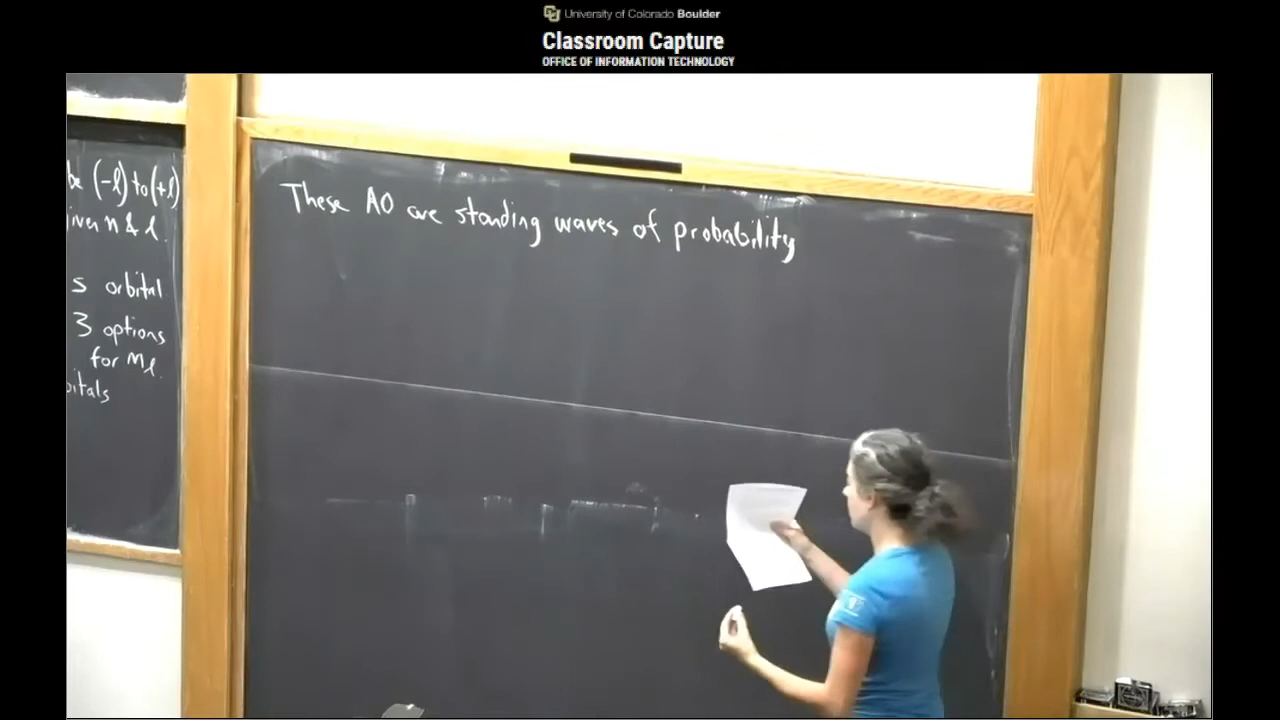 University of Colorado Boulder
Classroom Capture
OFFICE OF INFORMATION TECHNOLOGY
(-l) to (+l)
n & l.
s orbital
3 options
for Ml
These AO are standing waves of probability